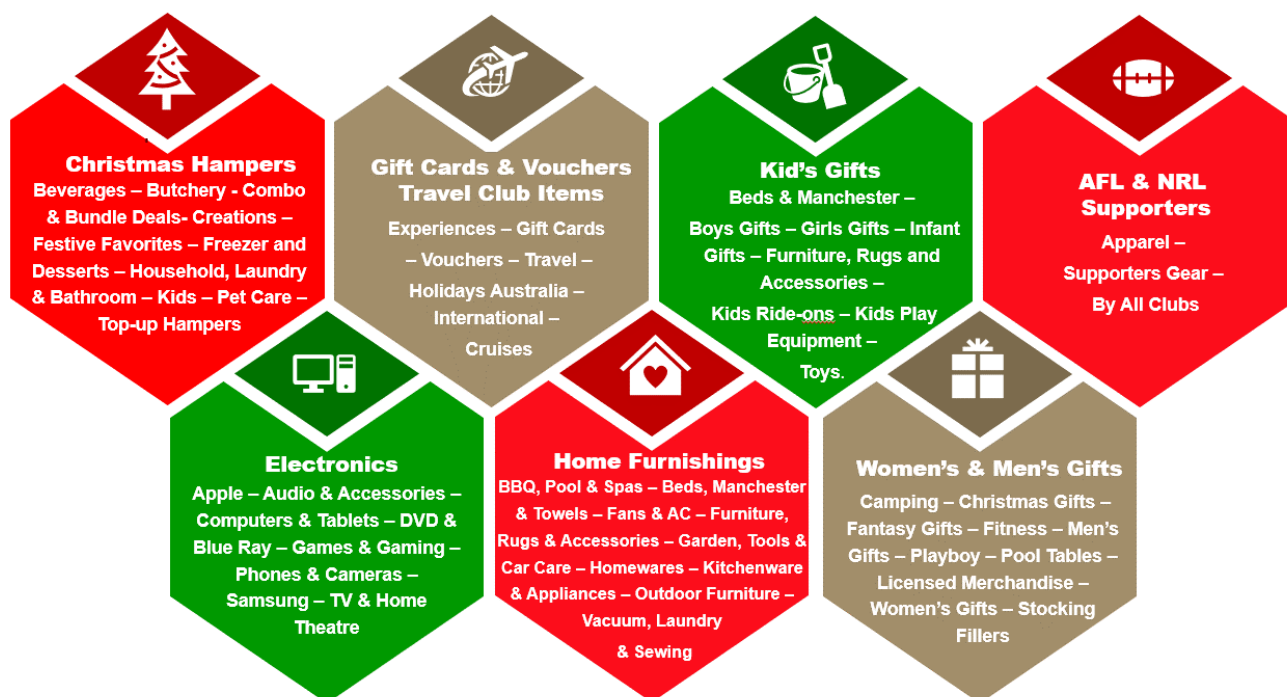 Christmas Hampers
Beverages – Butchery - Combo
& Bundle Deals- Creations –
Festive Favorites – Freezer and
Desserts – Household, Laundry
& Bathroom – Kids – Pet Care –
Top-up Hampers
Gift Cards & Vouchers
Travel Club Items
Experiences – Gift Cards
– Vouchers – Travel –
Holidays Australia –
International –
Cruises
Kid's Gifts
Beds & Manchester –
Boys Gifts – Girls Gifts – Infant
Gifts – Furniture, Rugs and
Accessories –
Kids Ride-ons – Kids Play
Equipment –
Toys.
AFL & NRL
Supporters
Apparel –
Supporters Gear –
By All Clubs
Electronics
Apple – Audio & Accessories –
Computers & Tablets – DVD &
Blue Ray – Games & Gaming –
Phones & Cameras –
Samsung – TV & Home
Theatre
Home Furnishings
BBQ, Pool & Spas – Beds, Manchester
& Towels – Fans & AC – Furniture,
Rugs & Accessories – Garden, Tools &
Car Care – Homewares – Kitchenware
& Appliances – Outdoor Furniture –
Vacuum, Laundry
& Sewing
Women's & Men's Gifts
Camping – Christmas Gifts –
Fantasy Gifts – Fitness – Men's
Gifts – Playboy – Pool Tables –
Licensed Merchandise –
Women's Gifts – Stocking
Fillers